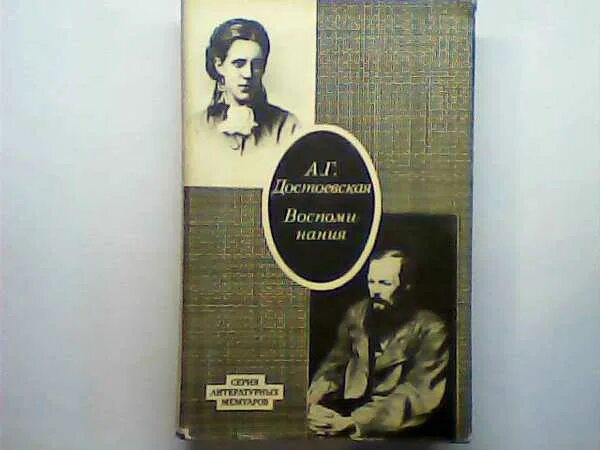 А.Г.
Достоевская
Воспоми
нания
СЕРИЯ
ЛИТЕРАТУРНЫХ
МЕМУАРОВ